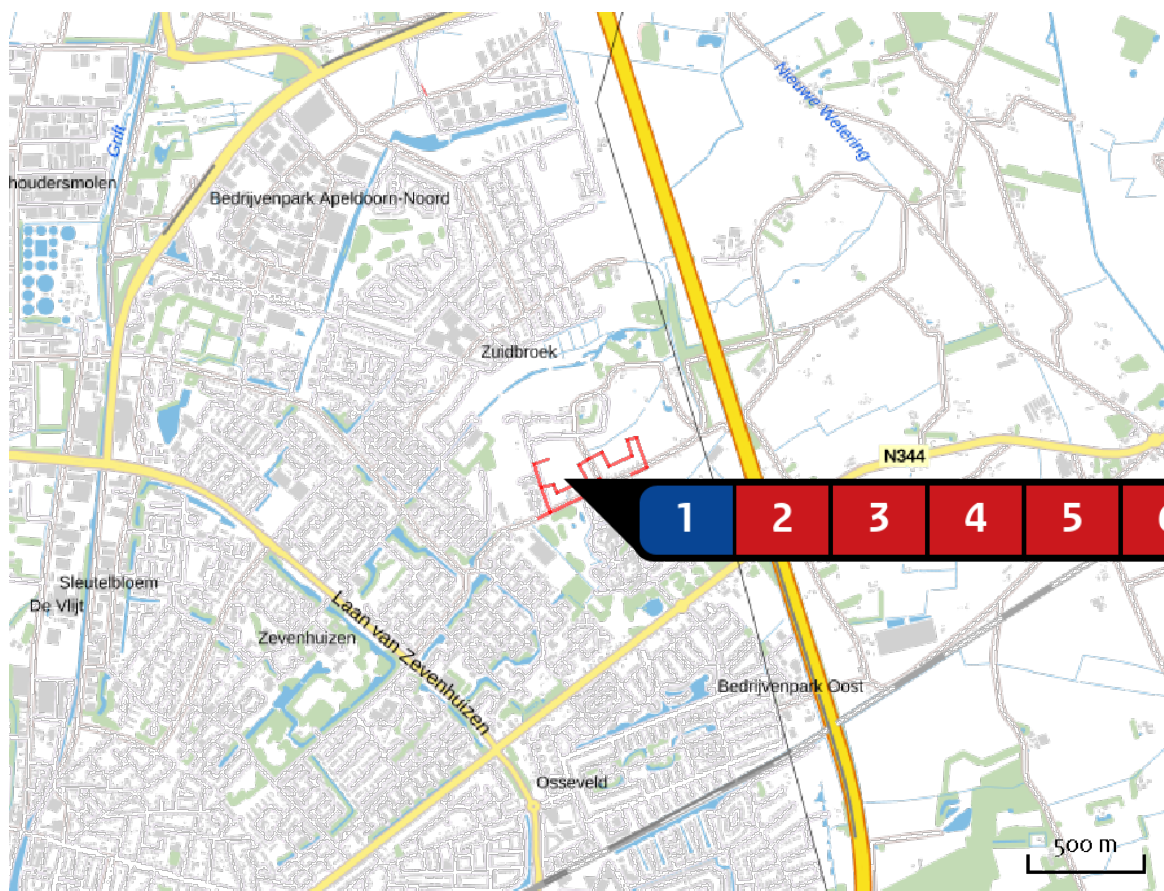 Nieuwe Wetering
Grift
houdersmolen
Bedrijvenpark Apeldoorn-Noord
Zuidbroek
N344
1 2 3 4 5
Sleutelbloem
De Vlijt
Laan van Zevenhuizen
Zevenhuizen
Bedrijvenpark Oost
Osseveld
500 m